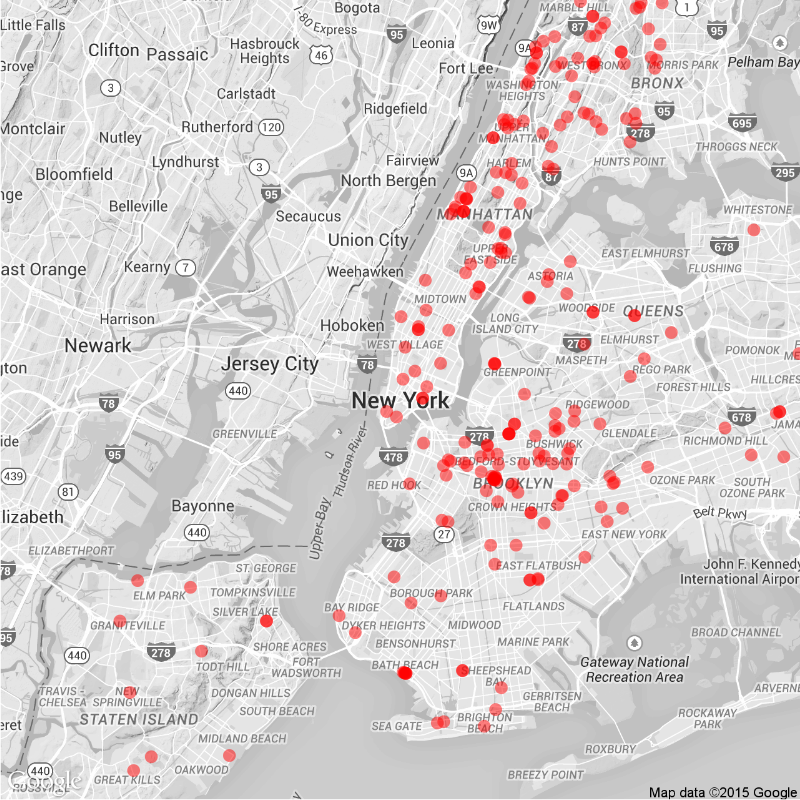 Little Falls
Bogota
MARBLE HILL
1
I-80 Express
9W
87
95
Leonia
95
Clifton
Passaic
Hasbrouck
Heights
46
9A
Fort Lee
WEST BRONX
MORRIS PARK
Pelham Bay
BRONX
WASHINGTON
HEIGHTS
3
Carlstadt
Ridgefield
95
Montclair
Rutherford
120
UPPER
MANHATTAN
278
695
Nutley
Lyndhurst
Fairview
HARLEM
HUNTS POINT
THROGGS NECK
Bloomfield
3
North Bergen
9A
87
295
95
Belleville
Secaucus
MANHATTAN
WHITESTONE
Union City
678
UPPER
EAST SIDE
EAST ELMHURST
FLUSHING
ast Orange
Kearny
7
Weehawken
ASTORIA
MIDTOWN
WOODSIDE
QUEENS
Harrison
Hoboken
LONG
ISLAND CITY
Newark
WEST VILLAGE
278
ELMHURST
POMONOK
Jersey City
78
MASPETH
GREENPOINT
REGO PARK
HILLCRES
440
FOREST HILLS
78
New York
RIDGEWOOD
678
JAMA
GREENVILLE
278
BUSHWICK
GLENDALE
RICHMOND HILL
95
478
BEDFORD-STUYVESANT
439
Hudson River
RED HOOK
BROOKLYN
OZONE PARK
SOUTH
OZONE PARK
81
Bayonne
CROWN HEIGHTS
Belt Pkwy
lizabeth
440
Upper Bay
27
EAST NEW YORK
278
ELIZABETHPORT
ST. GEORGE
EAST FLATBUSH
John F. Kennedy
International Airport
78
TOMPKINSVILLE
ELM PARK
BOROUGH PARK
SILVER LAKE
BAY RIDGE
FLATLANDS
GRANITEVILLE
DYKER HEIGHTS
MIDWOOD
BROAD CHANNEL
95
278
SHORE ACRES
BENSONHURST
MARINE PARK
440
TODT HILL
FORT
WADSWORTH
BATH BEACH
SHEEPSHEAD
BAY
Gateway National
Recreation Area
TRAVIS -
CHELSEA
NEW
SPRINGVILLE
DONGAN HILLS
GERRITSEN
BEACH
ARVERNE
STATEN ISLAND
SOUTH BEACH
SEA GATE
BRIGHTON
BEACH
ROCKAWAY
PARK
MIDLAND BEACH
ROXBURY
440
GREAT KILLS
OAKWOOD
BREEZY POINT
Google
ROSSVILLE
Map data ©2015 Google